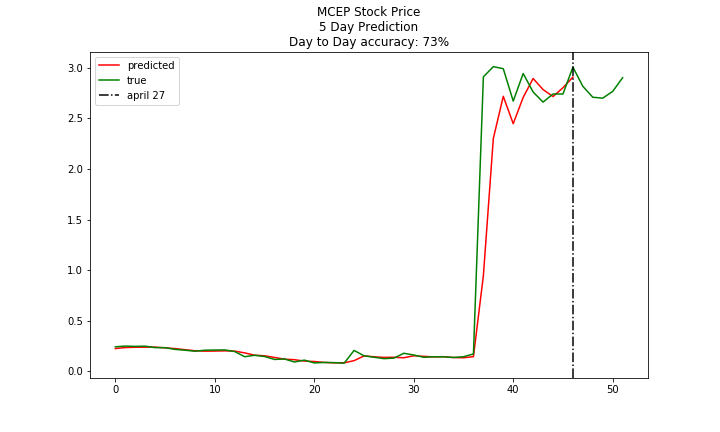 MCEP Stock Price
5 Day Prediction
Day to Day accuracy: 73%
predicted
true
april 27
3.0
2.5
2.0
1.5
1.0
0.5
0.0
0
10
20
30
40
50